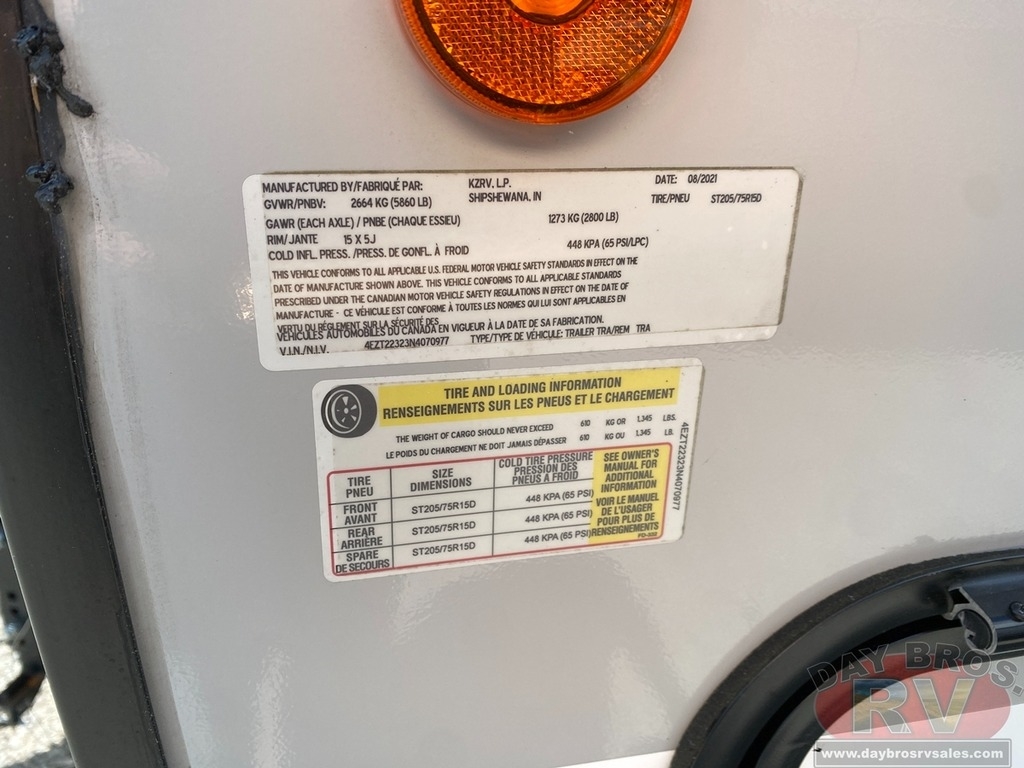 MANUFACTURED BY/FABRIQUÉ PAR: KZRV, L.P. DATE: 08/2021
GVWR/PNBV: 2664 KG (5860 LB) SHIPSHEWANA, IN TIRE/PNEU ST205/75R15D
GAWR (EACH AXLE) / PNBE (CHAQUE ESSIEU) 1273 KG (2800 LB)
RIM/JANTE 15 X 5J
COLD INFL. PRESS. /PRESS. DE GONFL. À FROID 448 KPA (65 PSI/LPC)
THIS VEHICLE CONFORMS TO ALL APPLICABLE U.S. FEDERAL MOTOR VEHICLE SAFETY STANDARDS IN EFFECT ON THE
DATE OF MANUFACTURE SHOWN ABOVE. THIS VEHICLE CONFORMS TO ALL APPLICABLE STANDARDS
PRESCRIBED UNDER THE CANADIAN MOTOR VEHICLE SAFETY REGULATIONS IN EFFECT ON THE DATE OF
MANUFACTURE - CE VÉHICULE EST CONFORME À TOUTES LES NORMES QUI LUI SONT APPLICABLES EN
VERTU DU RÈGLEMENT SUR LA SÉCURITÉ DES
VÉHICULES AUTOMOBILES DU CANADA EN VIGUEUR À LA DATE DE SA FABRICATION.
V.I.N./N.I.V. 4EZT22323N4070977 TYPE/TYPE DE VÉHICULE: TRAILER TRA/REM TRA
TIRE AND LOADING INFORMATION
RENSEIGNEMENTS SUR LES PNEUS ET LE CHARGEMENT
THE WEIGHT OF CARGO SHOULD NEVER EXCEED 610 KG OR 1,345 LBS.
LE POIDS DU CHARGEMENT NE DOIT JAMAIS DÉPASSER 610 KG OU 1,345 LB.
TIRE
PNEU
SIZE
DIMENSIONS
COLD TIRE PRESSURE
PRESSION DES
PNEUS A FROID
FRONT
AVANT
ST205/75R15D
448 KPA (65 PSI)
REAR
ARRIÈRE
ST205/75R15D
448 KPA (65 PSI)
SPARE
DE SECOURS
ST205/75R15D
448 KPA (65 PSI)
SEE OWNER'S
MANUAL FOR
ADDITIONAL
INFORMATION
VOIR LE MANUEL
DE L'USAGER
POUR PLUS DE
RENSEIGNEMENTS
FO-332
4EZT22323N4070977
DAY BROS.
RV
www.daybrosrvsales.com